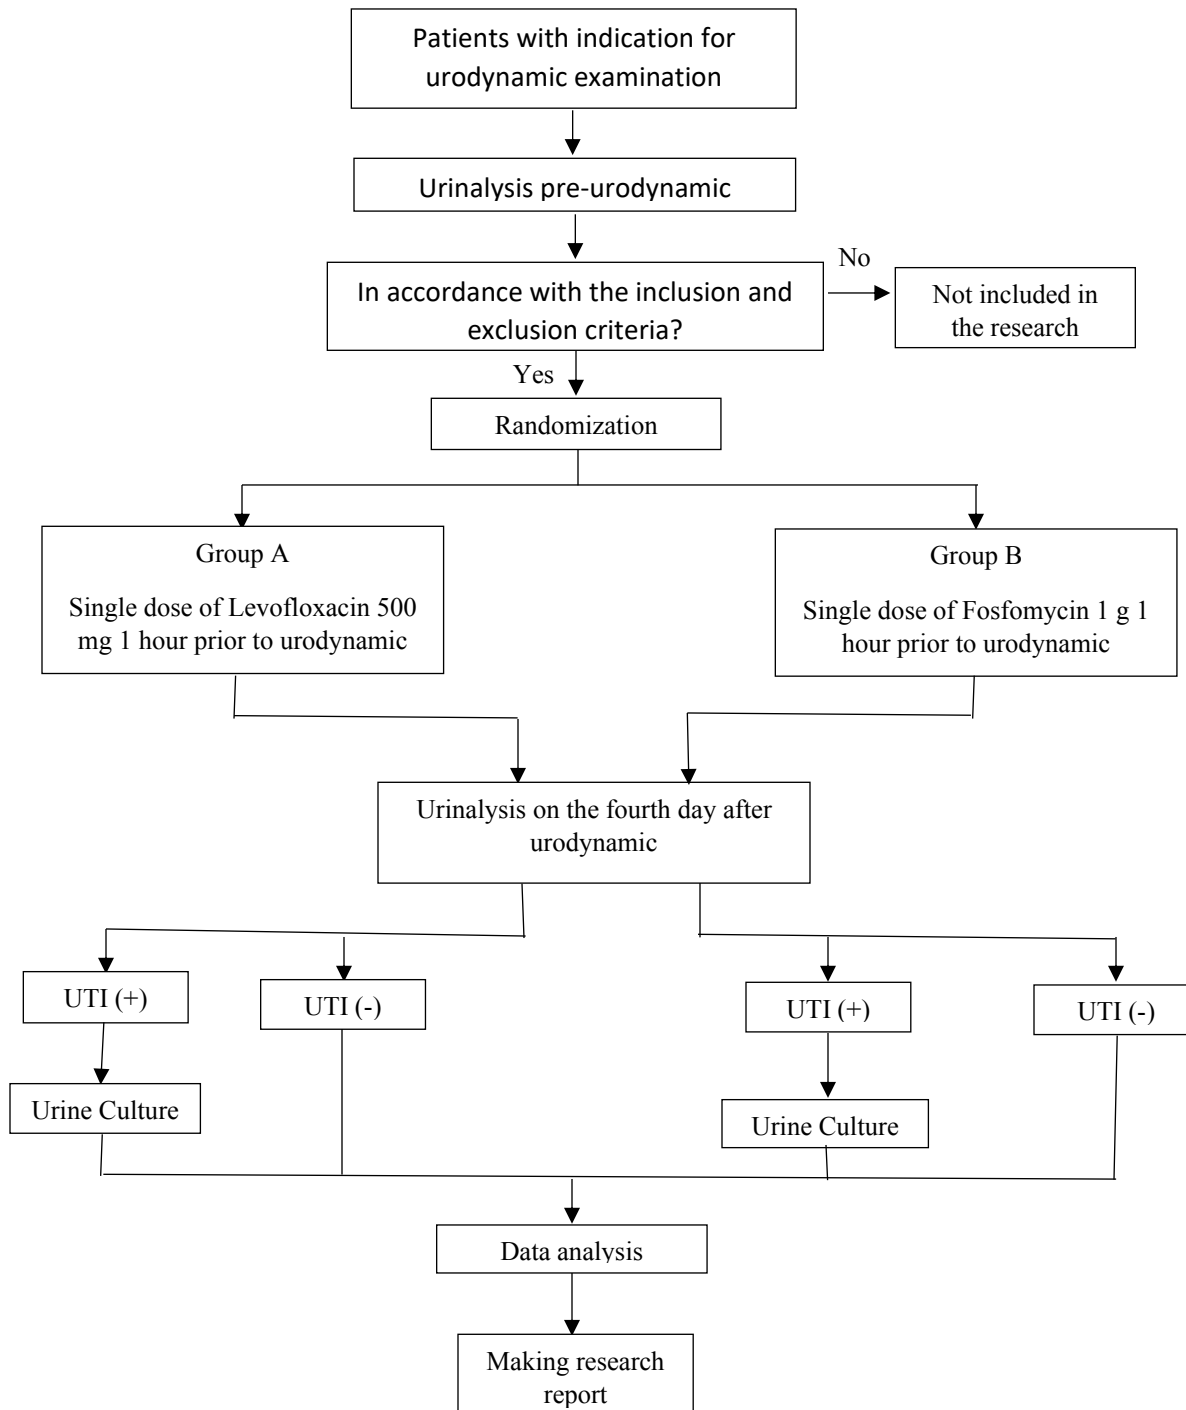 Patients with indication for
urodynamic examination
Urinalysis pre-urodynamic
In accordance with the inclusion and
exclusion criteria?
No
Not included in
the research
Yes
Randomization
Group A
Single dose of Levofloxacin 500
mg 1 hour prior to urodynamic
Group B
Single dose of Fosfomycin 1 g 1
hour prior to urodynamic
Urinalysis on the fourth day after
urodynamic
UTI (+)
UTI (-)
UTI (+)
UTI (-)
Urine Culture
Urine Culture
Data analysis
Making research
report